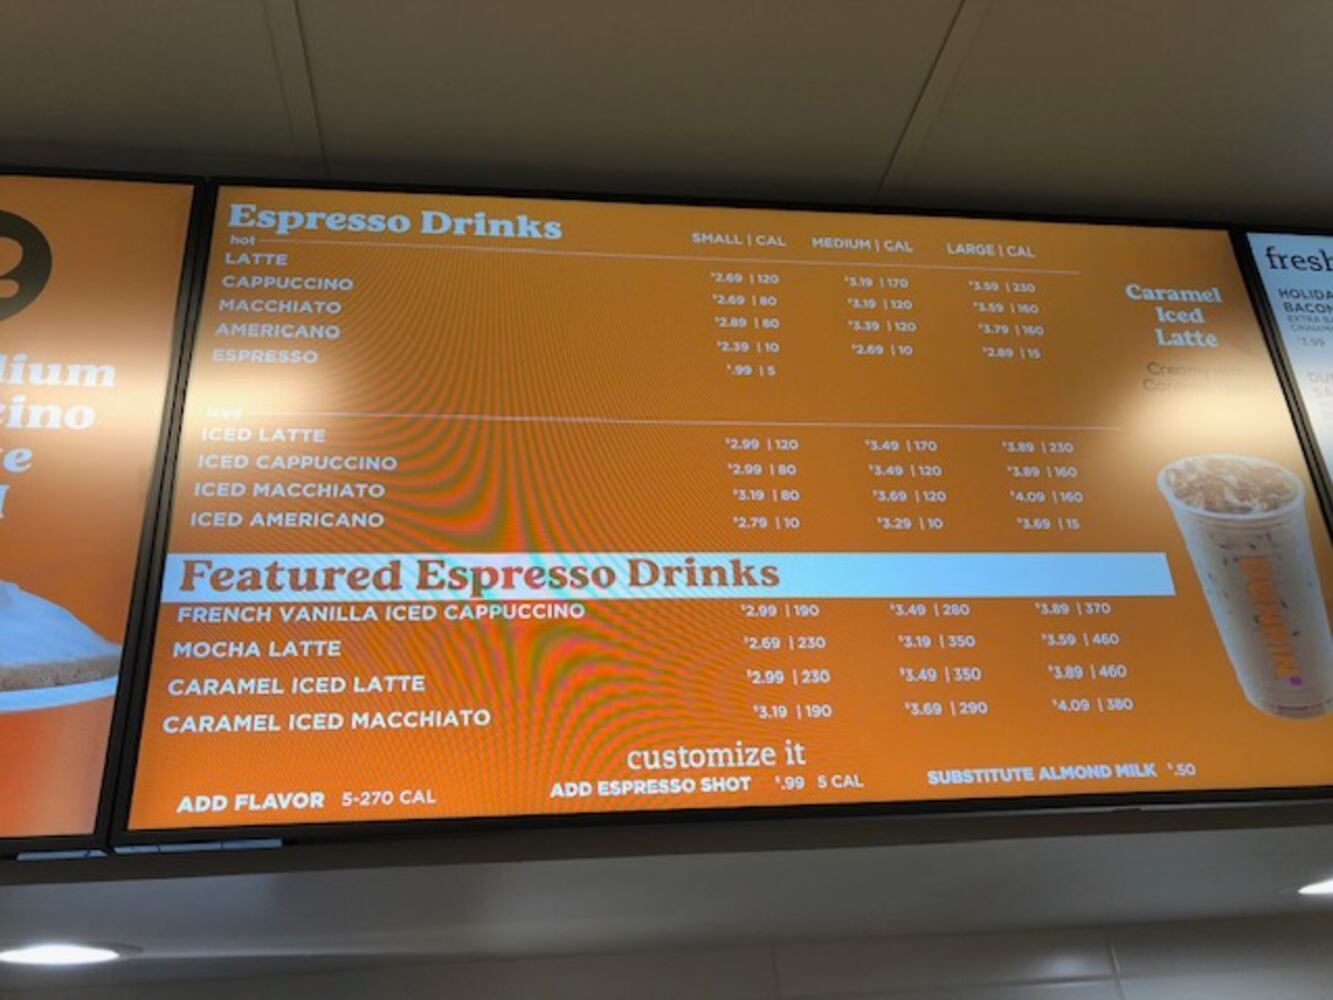 Espresso Drinks
SMALL | CAL MEDIUM | CAL LARGE | CAL
hot
LATTE $2.69 | 120 $3.19 | 170 $3.59 | 230
CAPPUCCINO $2.69 | 80 $3.19 | 120 $3.59 | 160
MACCHIATO $2.89 | 80 $3.39 | 120 $3.79 | 160
AMERICANO $2.39 | 10 $2.69 | 10 $2.89 | 15
ESPRESSO $.99 | 5
iced
ICED LATTE $2.99 | 120 $3.49 | 170 $3.89 | 230
ICED CAPPUCCINO $2.99 | 80 $3.49 | 120 $3.89 | 160
ICED MACCHIATO $3.19 | 80 $3.69 | 120 $4.09 | 160
ICED AMERICANO $2.79 | 10 $3.29 | 10 $3.69 | 15
Featured Espresso Drinks
FRENCH VANILLA ICED CAPPUCCINO $2.99 | 190 $3.49 | 280 $3.89 | 370
MOCHA LATTE $2.69 | 230 $3.19 | 350 $3.59 | 460
CARAMEL ICED LATTE $2.99 | 230 $3.49 | 350 $3.89 | 460
CARAMEL ICED MACCHIATO $3.19 | 190 $3.69 | 290 $4.09 | 380
customize it
ADD FLAVOR 5-270 CAL ADD ESPRESSO SHOT $.99 5 CAL SUBSTITUTE ALMOND MILK $.50
Caramel
Iced
Latte
DUNKIN'
fresh